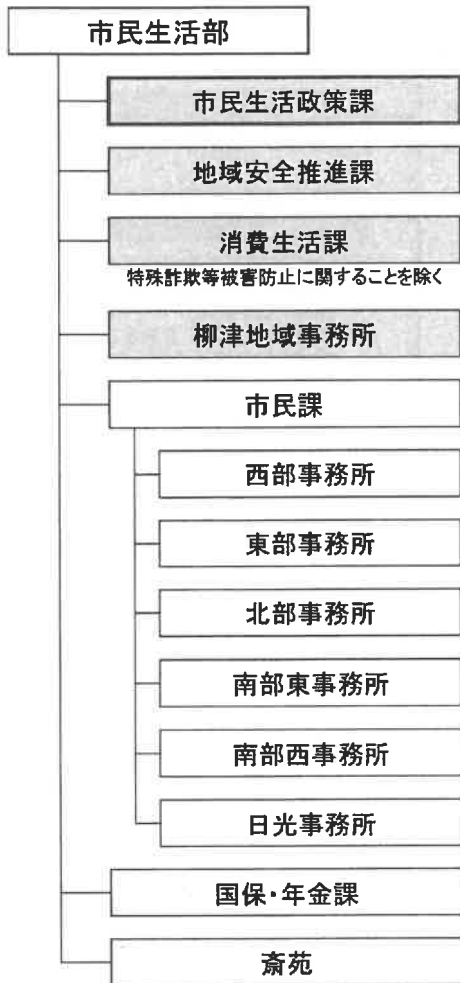 市民生活部
市民生活政策課
地域安全推進課
消費生活課
特殊詐欺等被害防止に関することを除く
柳津地域事務所
市民課
西部事務所
東部事務所
北部事務所
南部東事務所
南部西事務所
日光事務所
国保・年金課
斎苑